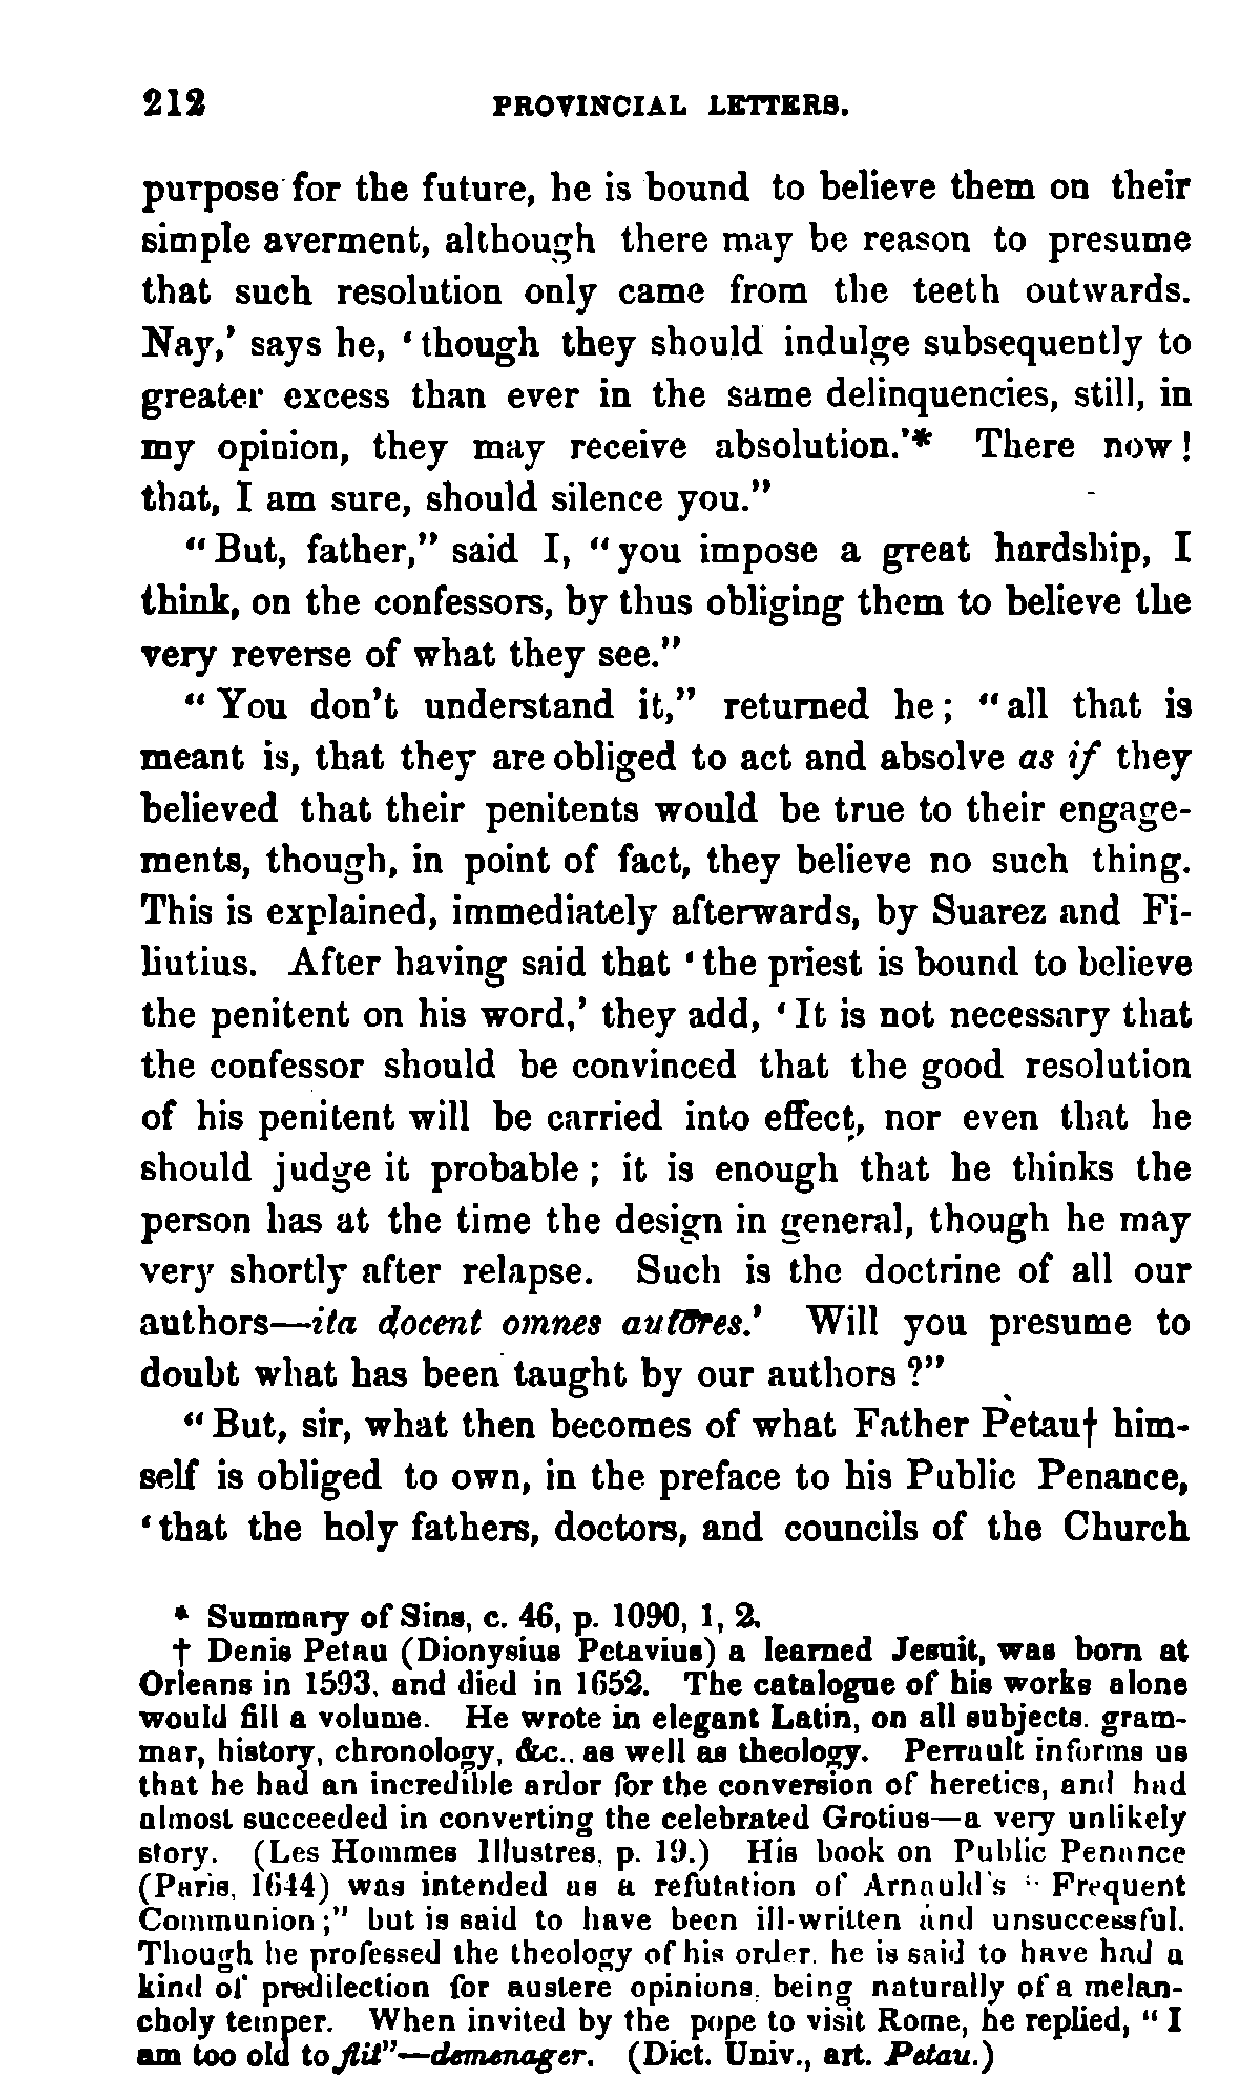 212 PROVINCIAL LETTERS.
purpose for the future, he is bound to believe them on their
simple averment, although there may be reason to presume
that such resolution only came from the teeth outwards.
Nay,' says he, 'though they should indulge subsequently to
greater excess than ever in the same delinquencies, still, in
my opinion, they may receive absolution.'* There now!
that, I am sure, should silence you."
"But, father," said I, "you impose a great hardship, I
think, on the confessors, by thus obliging them to believe the
very reverse of what they see."
"You don't understand it," returned he; "all that is
meant is, that they are obliged to act and absolve as if they
believed that their penitents would be true to their engage-
ments, though, in point of fact, they believe no such thing.
This is explained, immediately afterwards, by Suarez and Fi-
liutius. After having said that 'the priest is bound to believe
the penitent on his word,' they add, 'It is not necessary that
the confessor should be convinced that the good resolution
of his penitent will be carried into effect, nor even that he
should judge it probable; it is enough that he thinks the
person has at the time the design in general, though he may
very shortly after relapse. Such is the doctrine of all our
authors—ita docent omnes autores.' Will you presume to
doubt what has been taught by our authors?"
"But, sir, what then becomes of what Father Petau† him-
self is obliged to own, in the preface to his Public Penance,
'that the holy fathers, doctors, and councils of the Church
* Summary of Sins, c. 46, p. 1090, 1, 2.
† Denis Petau (Dionysius Petavius) a learned Jesuit, was born at
Orleans in 1593, and died in 1652. The catalogue of his works alone
would fill a volume. He wrote in elegant Latin, on all subjects, gram-
mar, history, chronology, &c., as well as theology. Perrault informs us
that he had an incredible ardor for the conversion of heretics, and had
almost succeeded in converting the celebrated Grotius—a very unlikely
story. (Les Hommes Illustres, p. 19.) His book on Public Penance
(Paris, 1644) was intended as a refutation of Arnauld's "Frequent
Communion;" but is said to have been ill-written and unsuccessful.
Though he professed the theology of his order, he is said to have had a
kind of predilection for austere opinions, being naturally of a melan-
choly temper. When invited by the pope to visit Rome, he replied, "I
am too old to flit"—demenager. (Dict. Univ., art. Petau.)